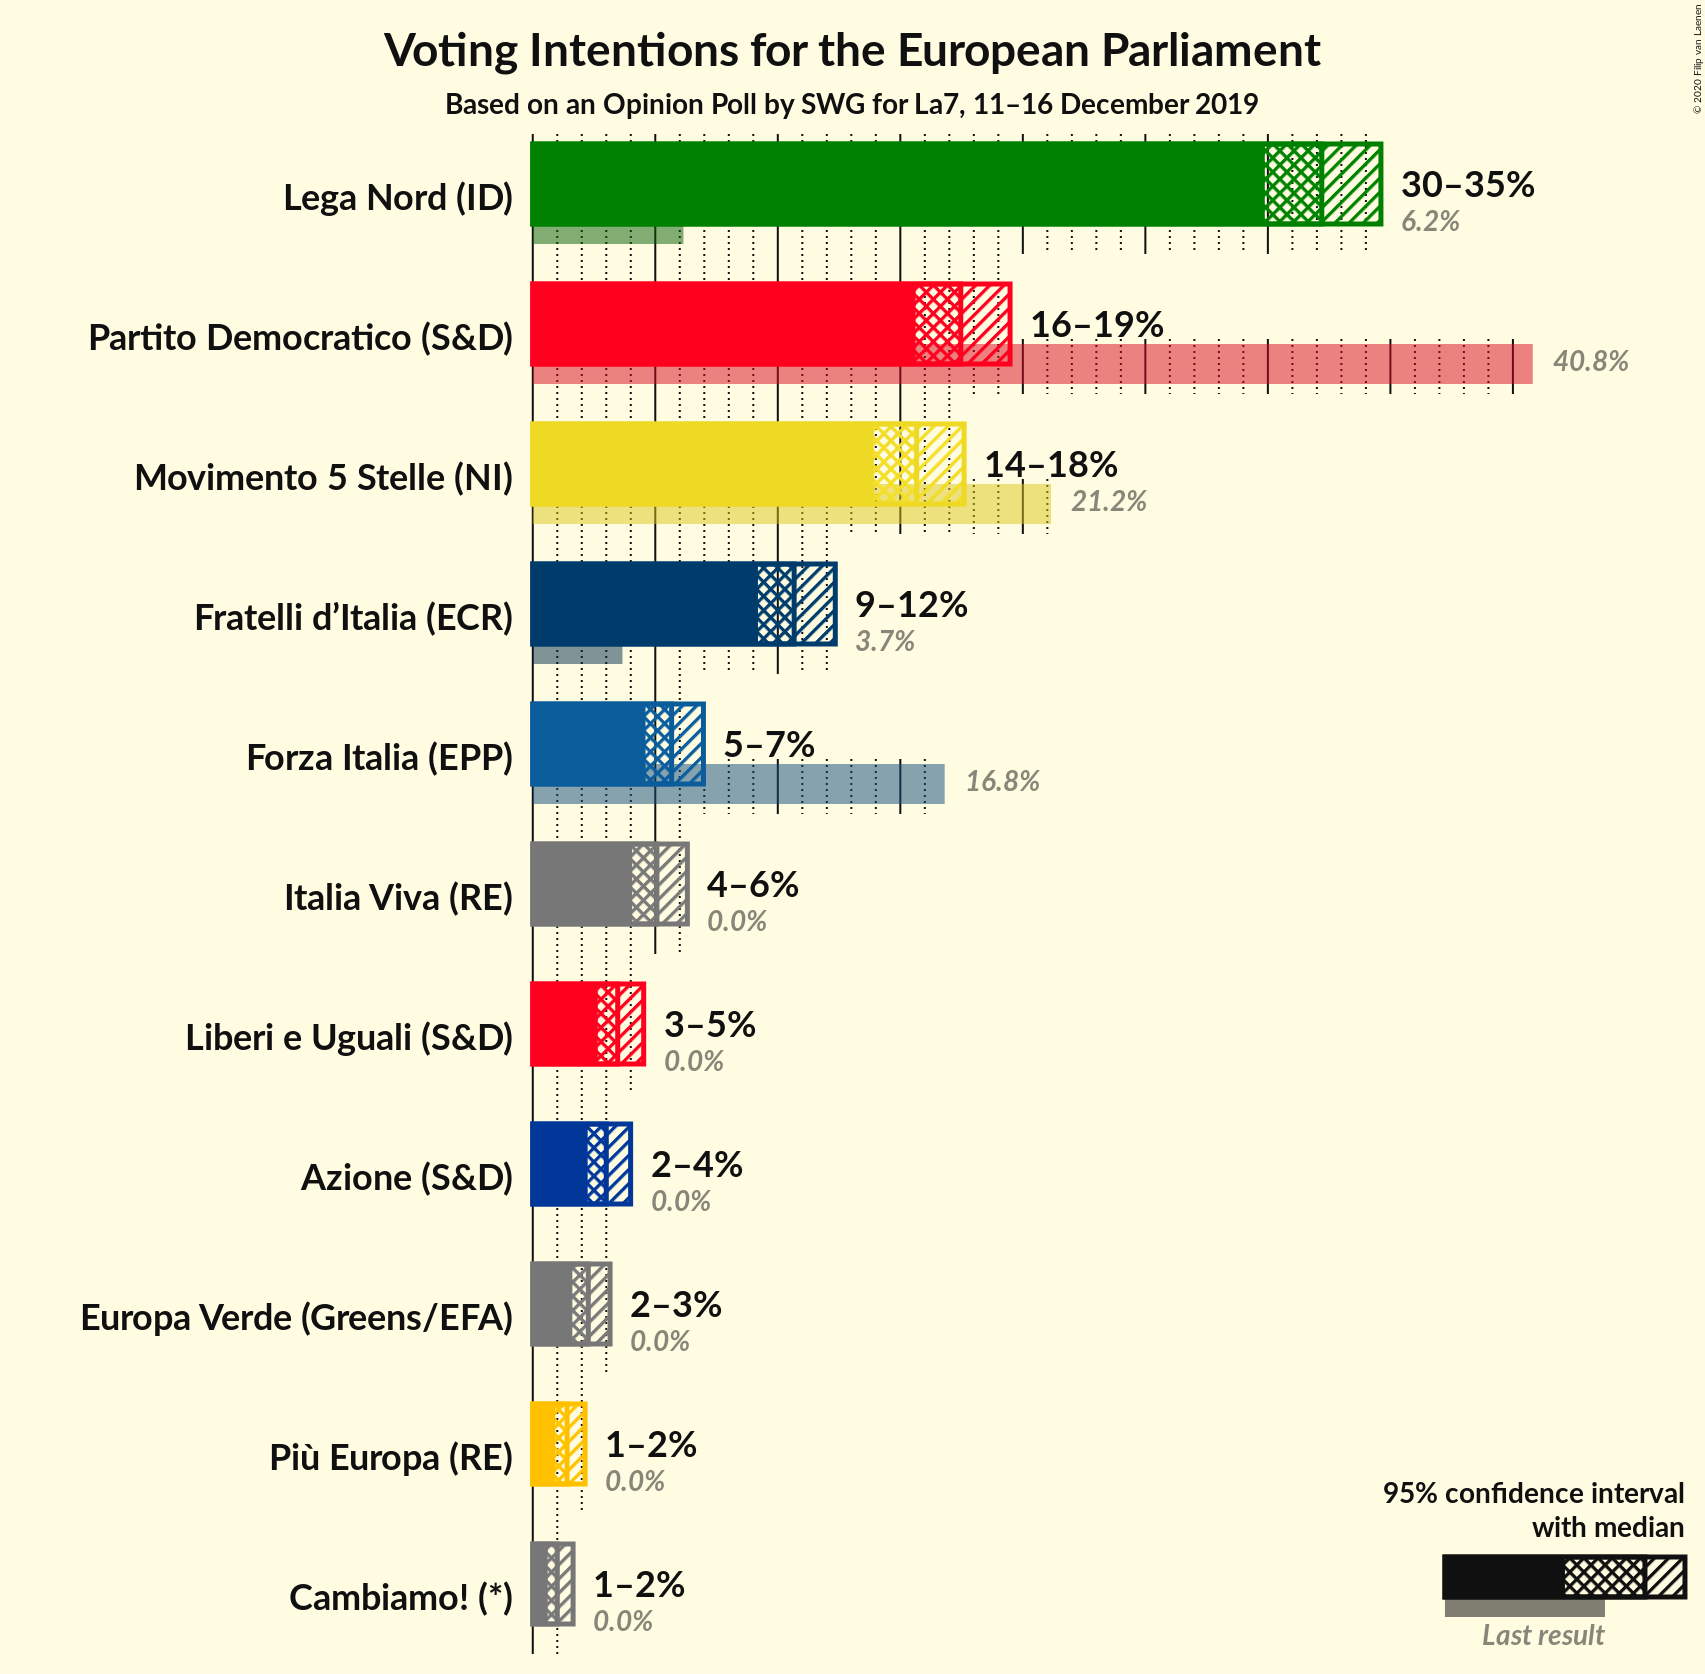 Voting Intentions for the European Parliament
Based on an Opinion Poll by SWG for La7, 11–16 December 2019
© 2020 Filip van Laenen
Lega Nord (ID)
30–35%
6.2%
Partito Democratico (S&D)
16–19%
40.8%
Movimento 5 Stelle (NI)
14–18%
21.2%
Fratelli d’Italia (ECR)
9–12%
3.7%
Forza Italia (EPP)
5–7%
16.8%
Italia Viva (RE)
4–6%
0.0%
Liberi e Uguali (S&D)
3–5%
0.0%
Azione (S&D)
2–4%
0.0%
Europa Verde (Greens/EFA)
2–3%
0.0%
Più Europa (RE)
1–2%
0.0%
Cambiamo! (*)
1–2%
0.0%
95% confidence interval
with median
Last result